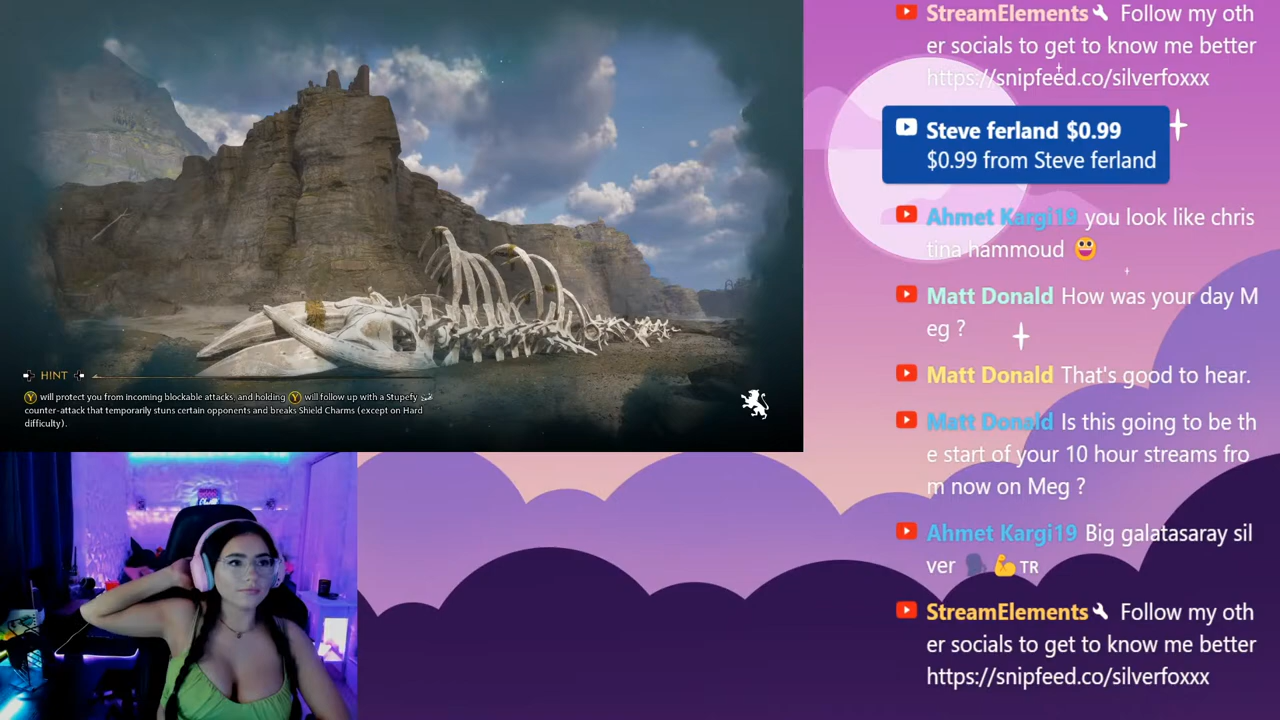 HINT
Y will protect you from incoming blockable attacks, and holding Y will follow up with a Stupefy
counter-attack that temporarily stuns certain opponents and breaks Shield Charms (except on Hard
difficulty).
StreamElements Follow my oth
er socials to get to know me better
https://snipfeed.co/silverfoxxx
Steve ferland $0.99
$0.99 from Steve ferland
Ahmet Kargi19 you look like chris
tina hammoud
Matt Donald How was your day M
eg ?
Matt Donald That's good to hear.
Matt Donald Is this going to be th
e start of your 10 hour streams fro
m now on Meg ?
Ahmet Kargi19 Big galatasaray sil
ver TR
StreamElements Follow my oth
er socials to get to know me better
https://snipfeed.co/silverfoxxx